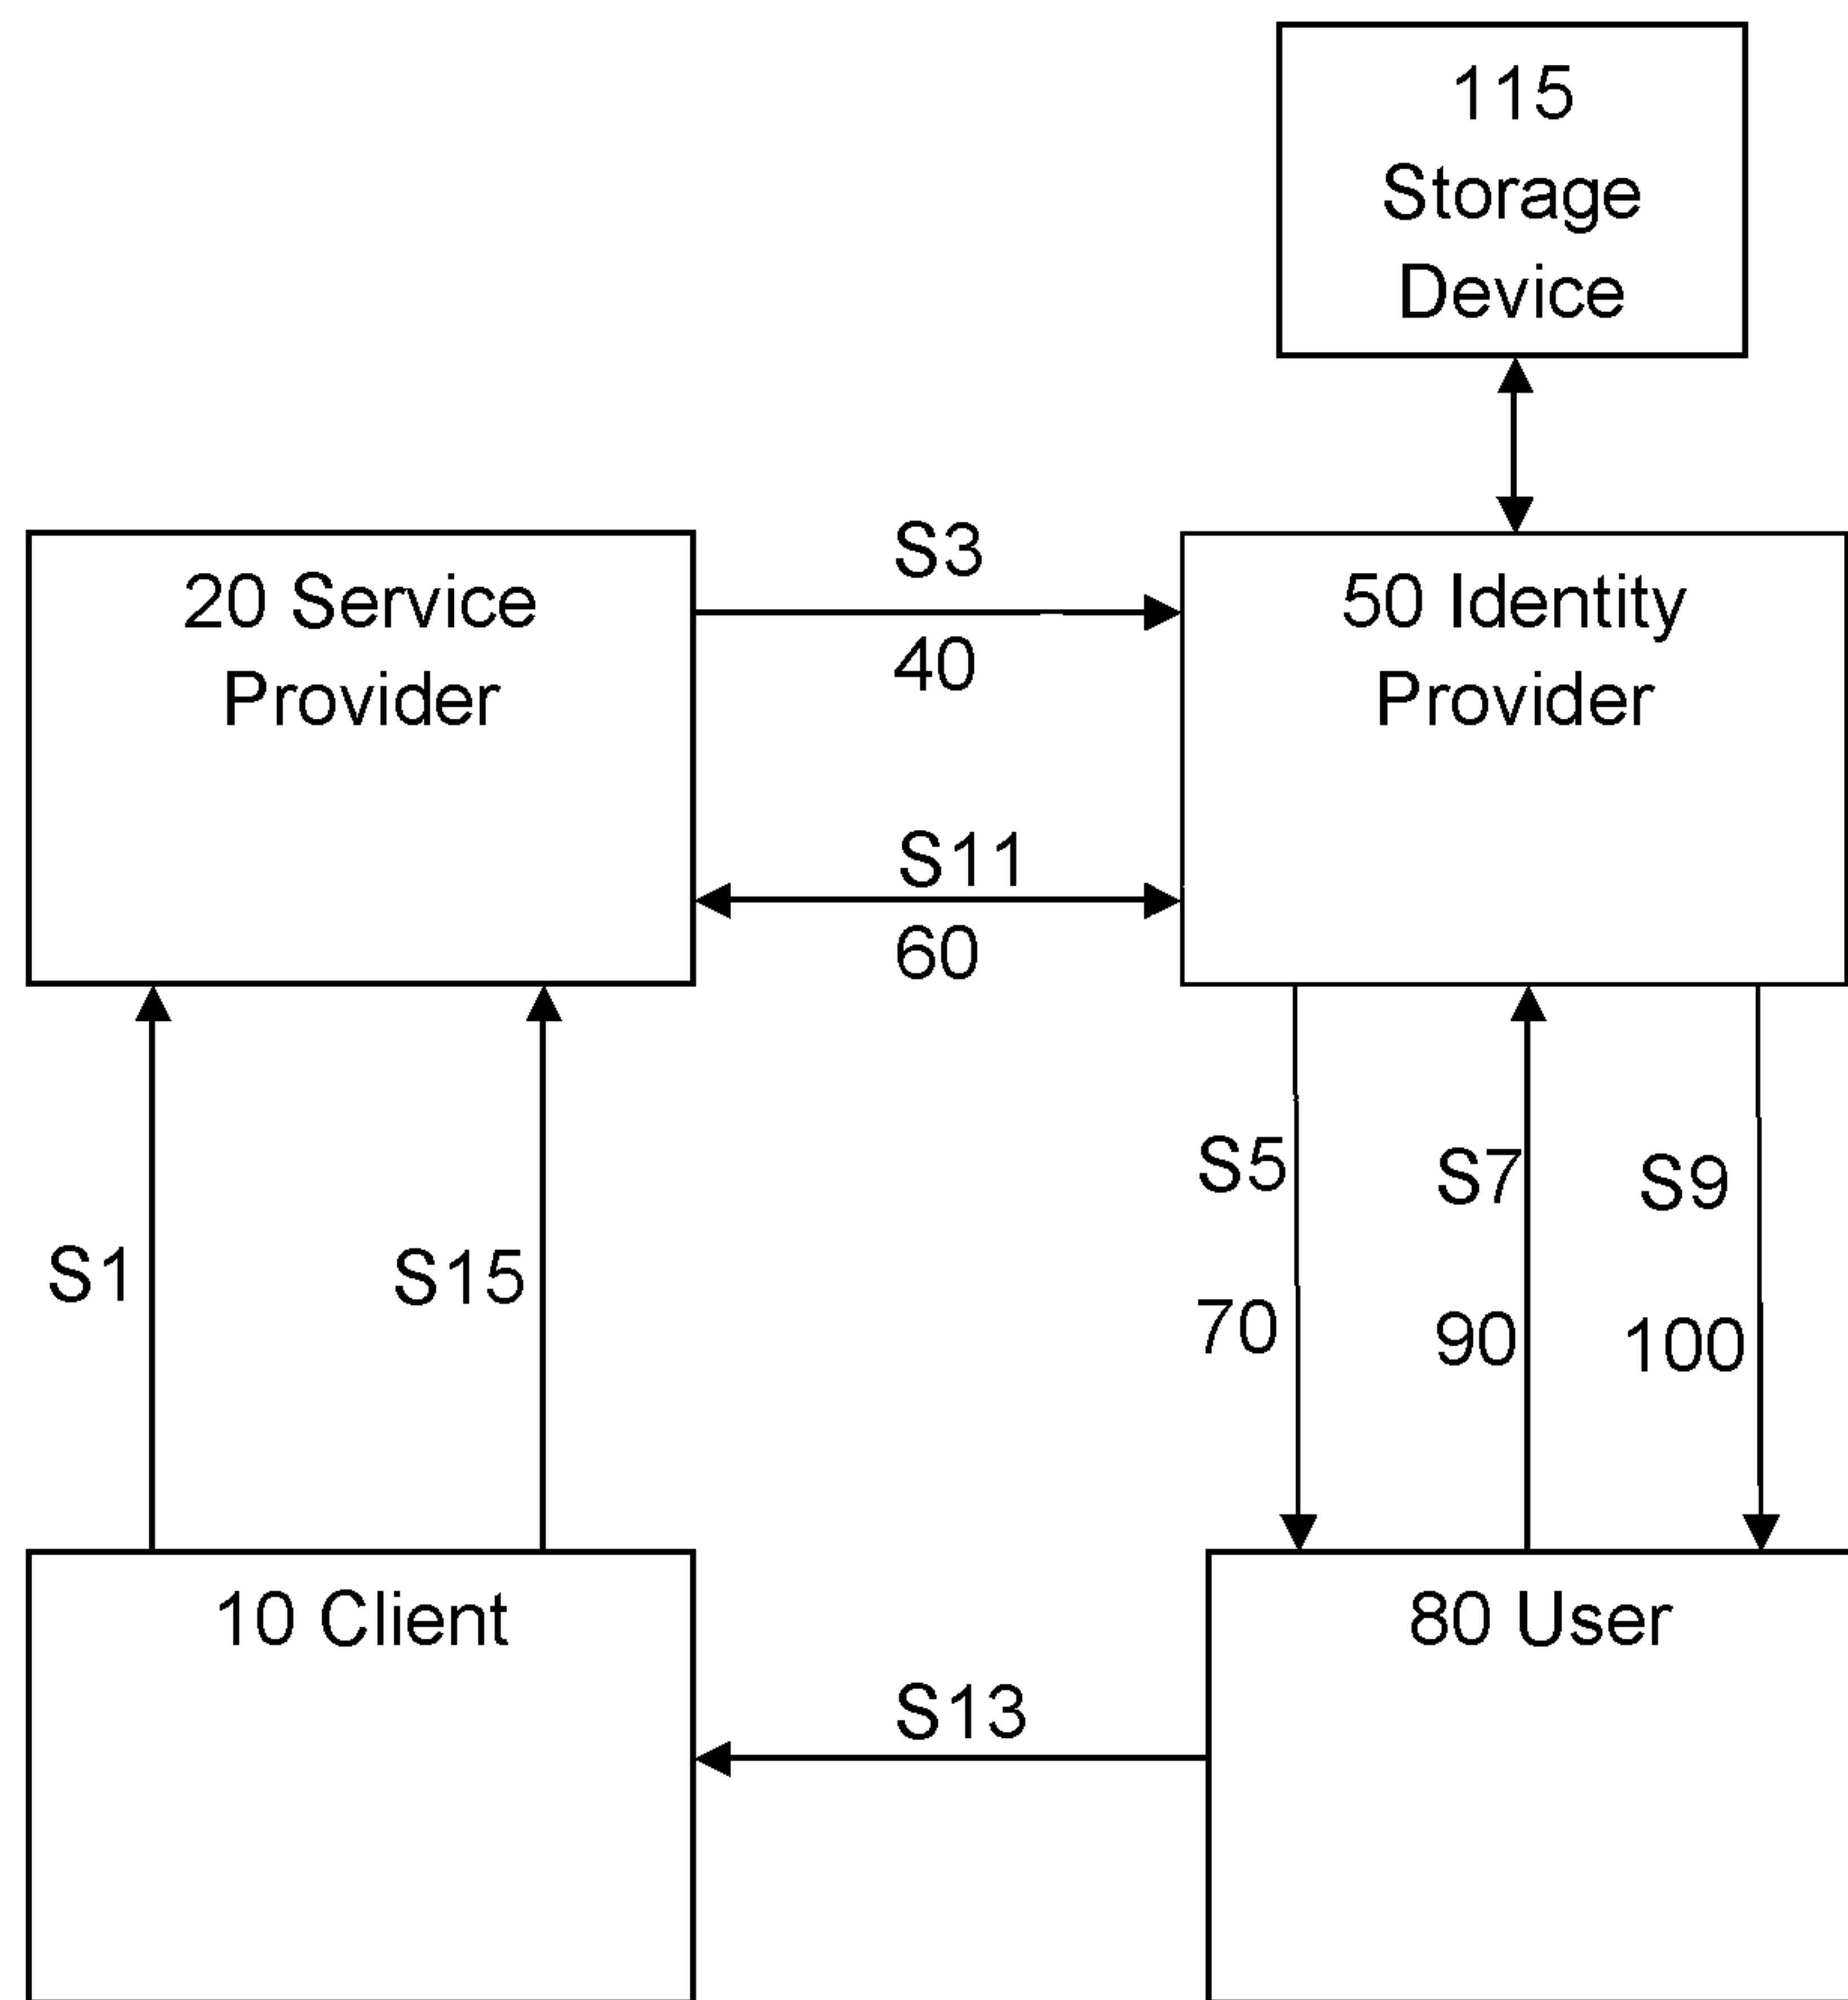 115
Storage
Device
20 Service
Provider
S3
40
50 Identity
Provider
S11
60
S1
S15
S5
70
S7
90
S9
100
10 Client
S13
80 User